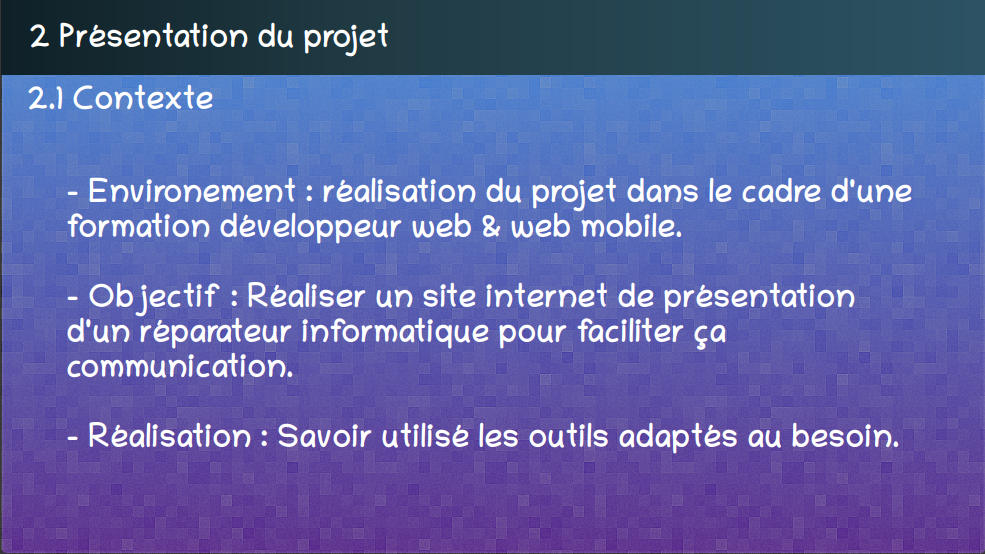 2 Présentation du projet
2.1 Contexte
- Environement : réalisation du projet dans le cadre d'une
formation développeur web & web mobile.
- Objectif : Réaliser un site internet de présentation
d'un réparateur informatique pour faciliter ça
communication.
- Réalisation : Savoir utilisé les outils adaptés au besoin.